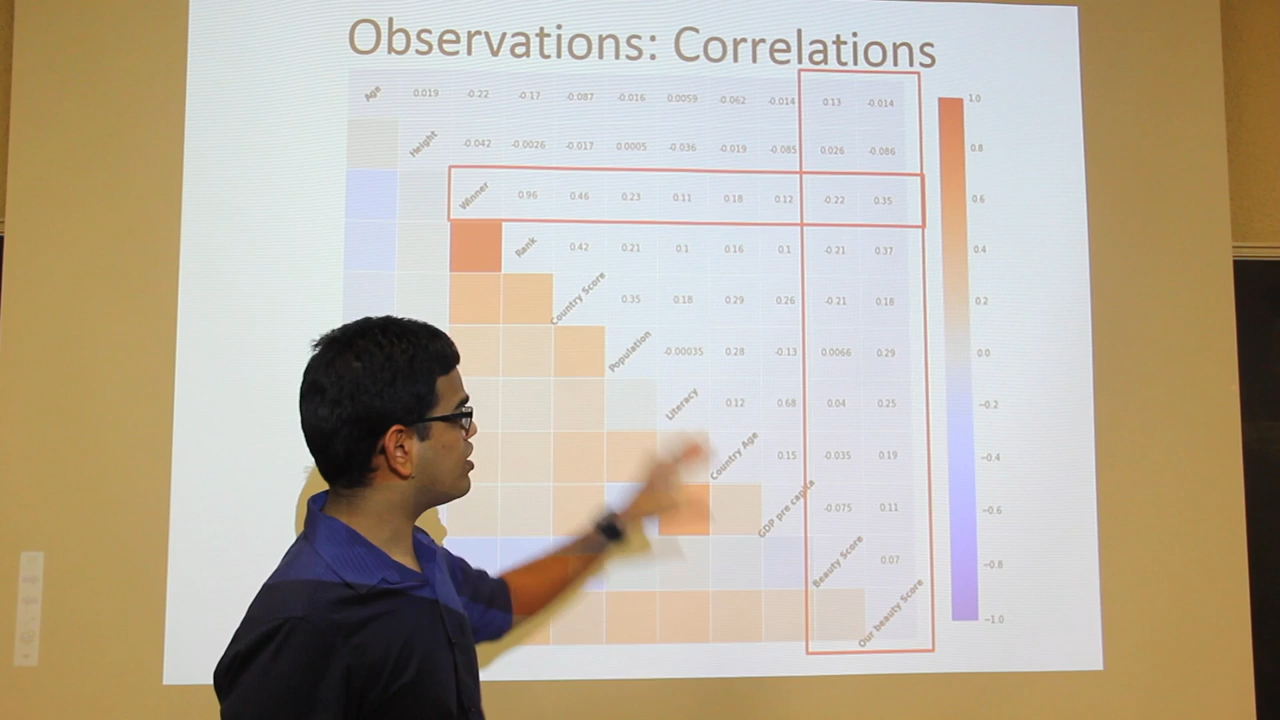 Observations: Correlations
Age 0.019 -0.22 -0.17 -0.087 -0.016 0.0059 -0.062 -0.014 0.13 -0.014
Height -0.042 -0.0026 -0.017 0.0005 -0.036 -0.019 -0.085 0.026 -0.086
Winner 0.96 0.46 0.23 0.11 0.18 0.12 -0.22 0.35
Rank 0.42 0.21 0.1 0.16 0.1 -0.21 0.37
Country Score 0.35 0.18 0.29 0.26 -0.21 0.18
Population -0.00035 0.28 -0.13 0.0066 0.29
Literacy 0.12 0.68 0.04 0.25
Country Age 0.15 -0.035 0.19
GDP pre capita -0.075 0.11
Beauty Score 0.07
Our beauty Score
1.0
0.8
0.6
0.4
0.2
0.0
−0.2
−0.4
−0.6
−0.8
−1.0